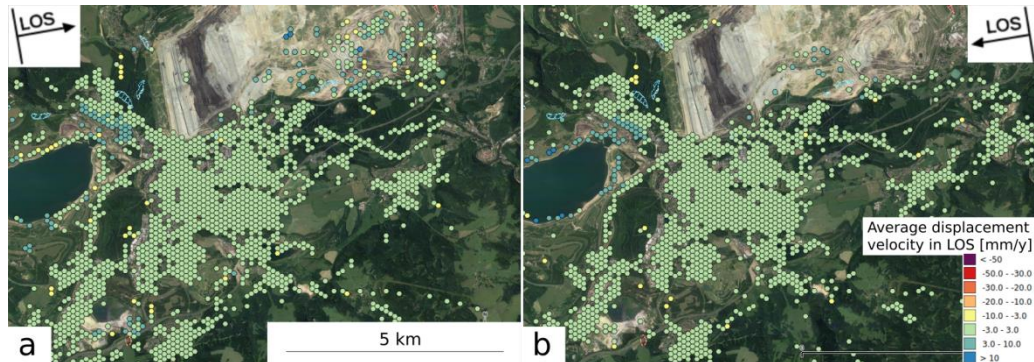 LOS
LOS
a
5 km
b
Average displacement
velocity in LOS [mm/y]
< -50
-50.0 - -30.0
-30.0 - -20.0
-20.0 - -10.0
-10.0 - -3.0
-3.0 - 3.0
3.0 - 10.0
> 10